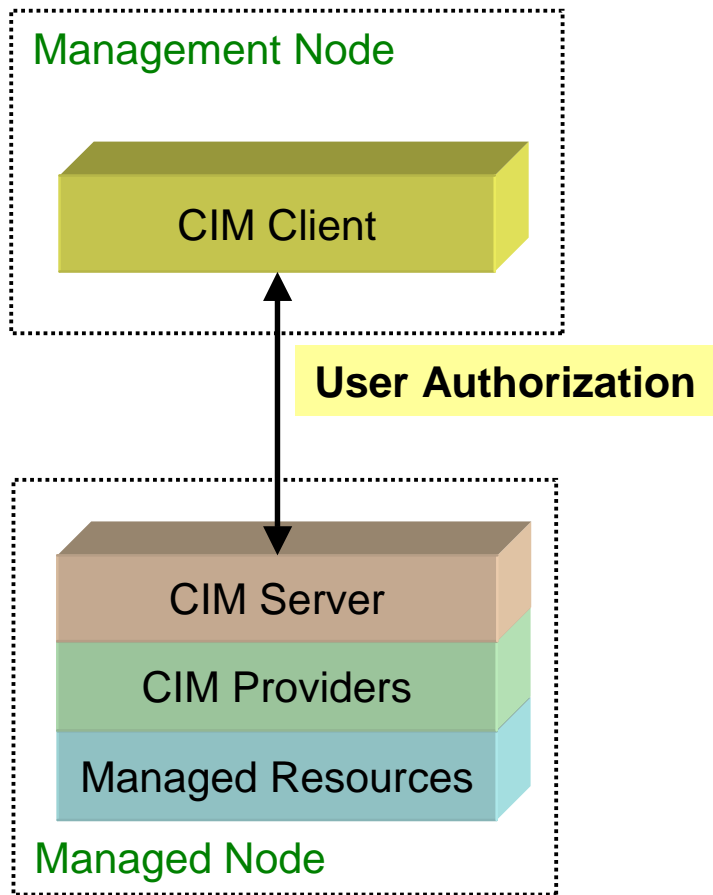 Management Node
CIM Client
User Authorization
CIM Server
CIM Providers
Managed Resources
Managed Node